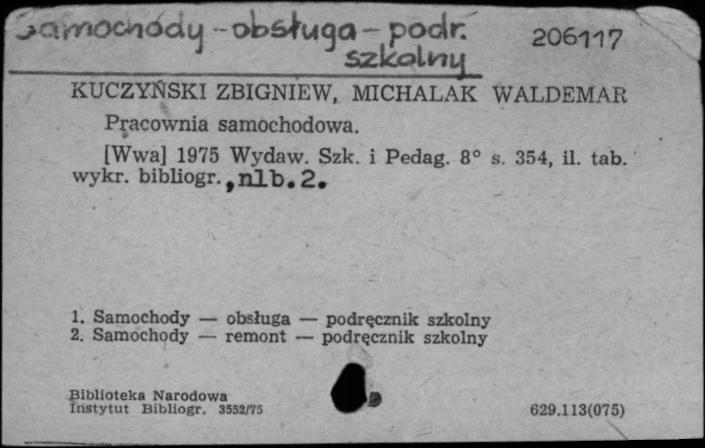 Samochody - obsługa - podr. szkolny
206117
KUCZYŃSKI ZBIGNIEW, MICHALAK WALDEMAR
Pracownia samochodowa.
[Wwa] 1975 Wydaw. Szk. i Pedag. 8° s. 354, il. tab.
wykr. bibliogr., nlb. 2.
1. Samochody — obsługa — podręcznik szkolny
2. Samochody — remont — podręcznik szkolny
Biblioteka Narodowa
Instytut Bibliogr. 3552/75
629.113(075)